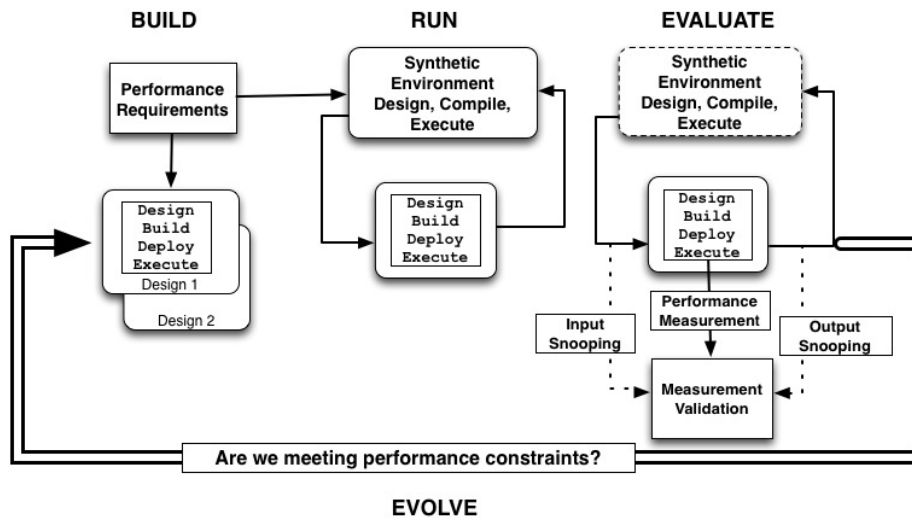 BUILD
RUN
EVALUATE
Performance
Requirements
Synthetic
Environment
Design, Compile,
Execute
Synthetic
Environment
Design, Compile,
Execute
Design
Build
Deploy
Execute
Design 1
Design 2
Design
Build
Deploy
Execute
Design
Build
Deploy
Execute
Input
Snooping
Performance
Measurement
Output
Snooping
Measurement
Validation
Are we meeting performance constraints?
EVOLVE